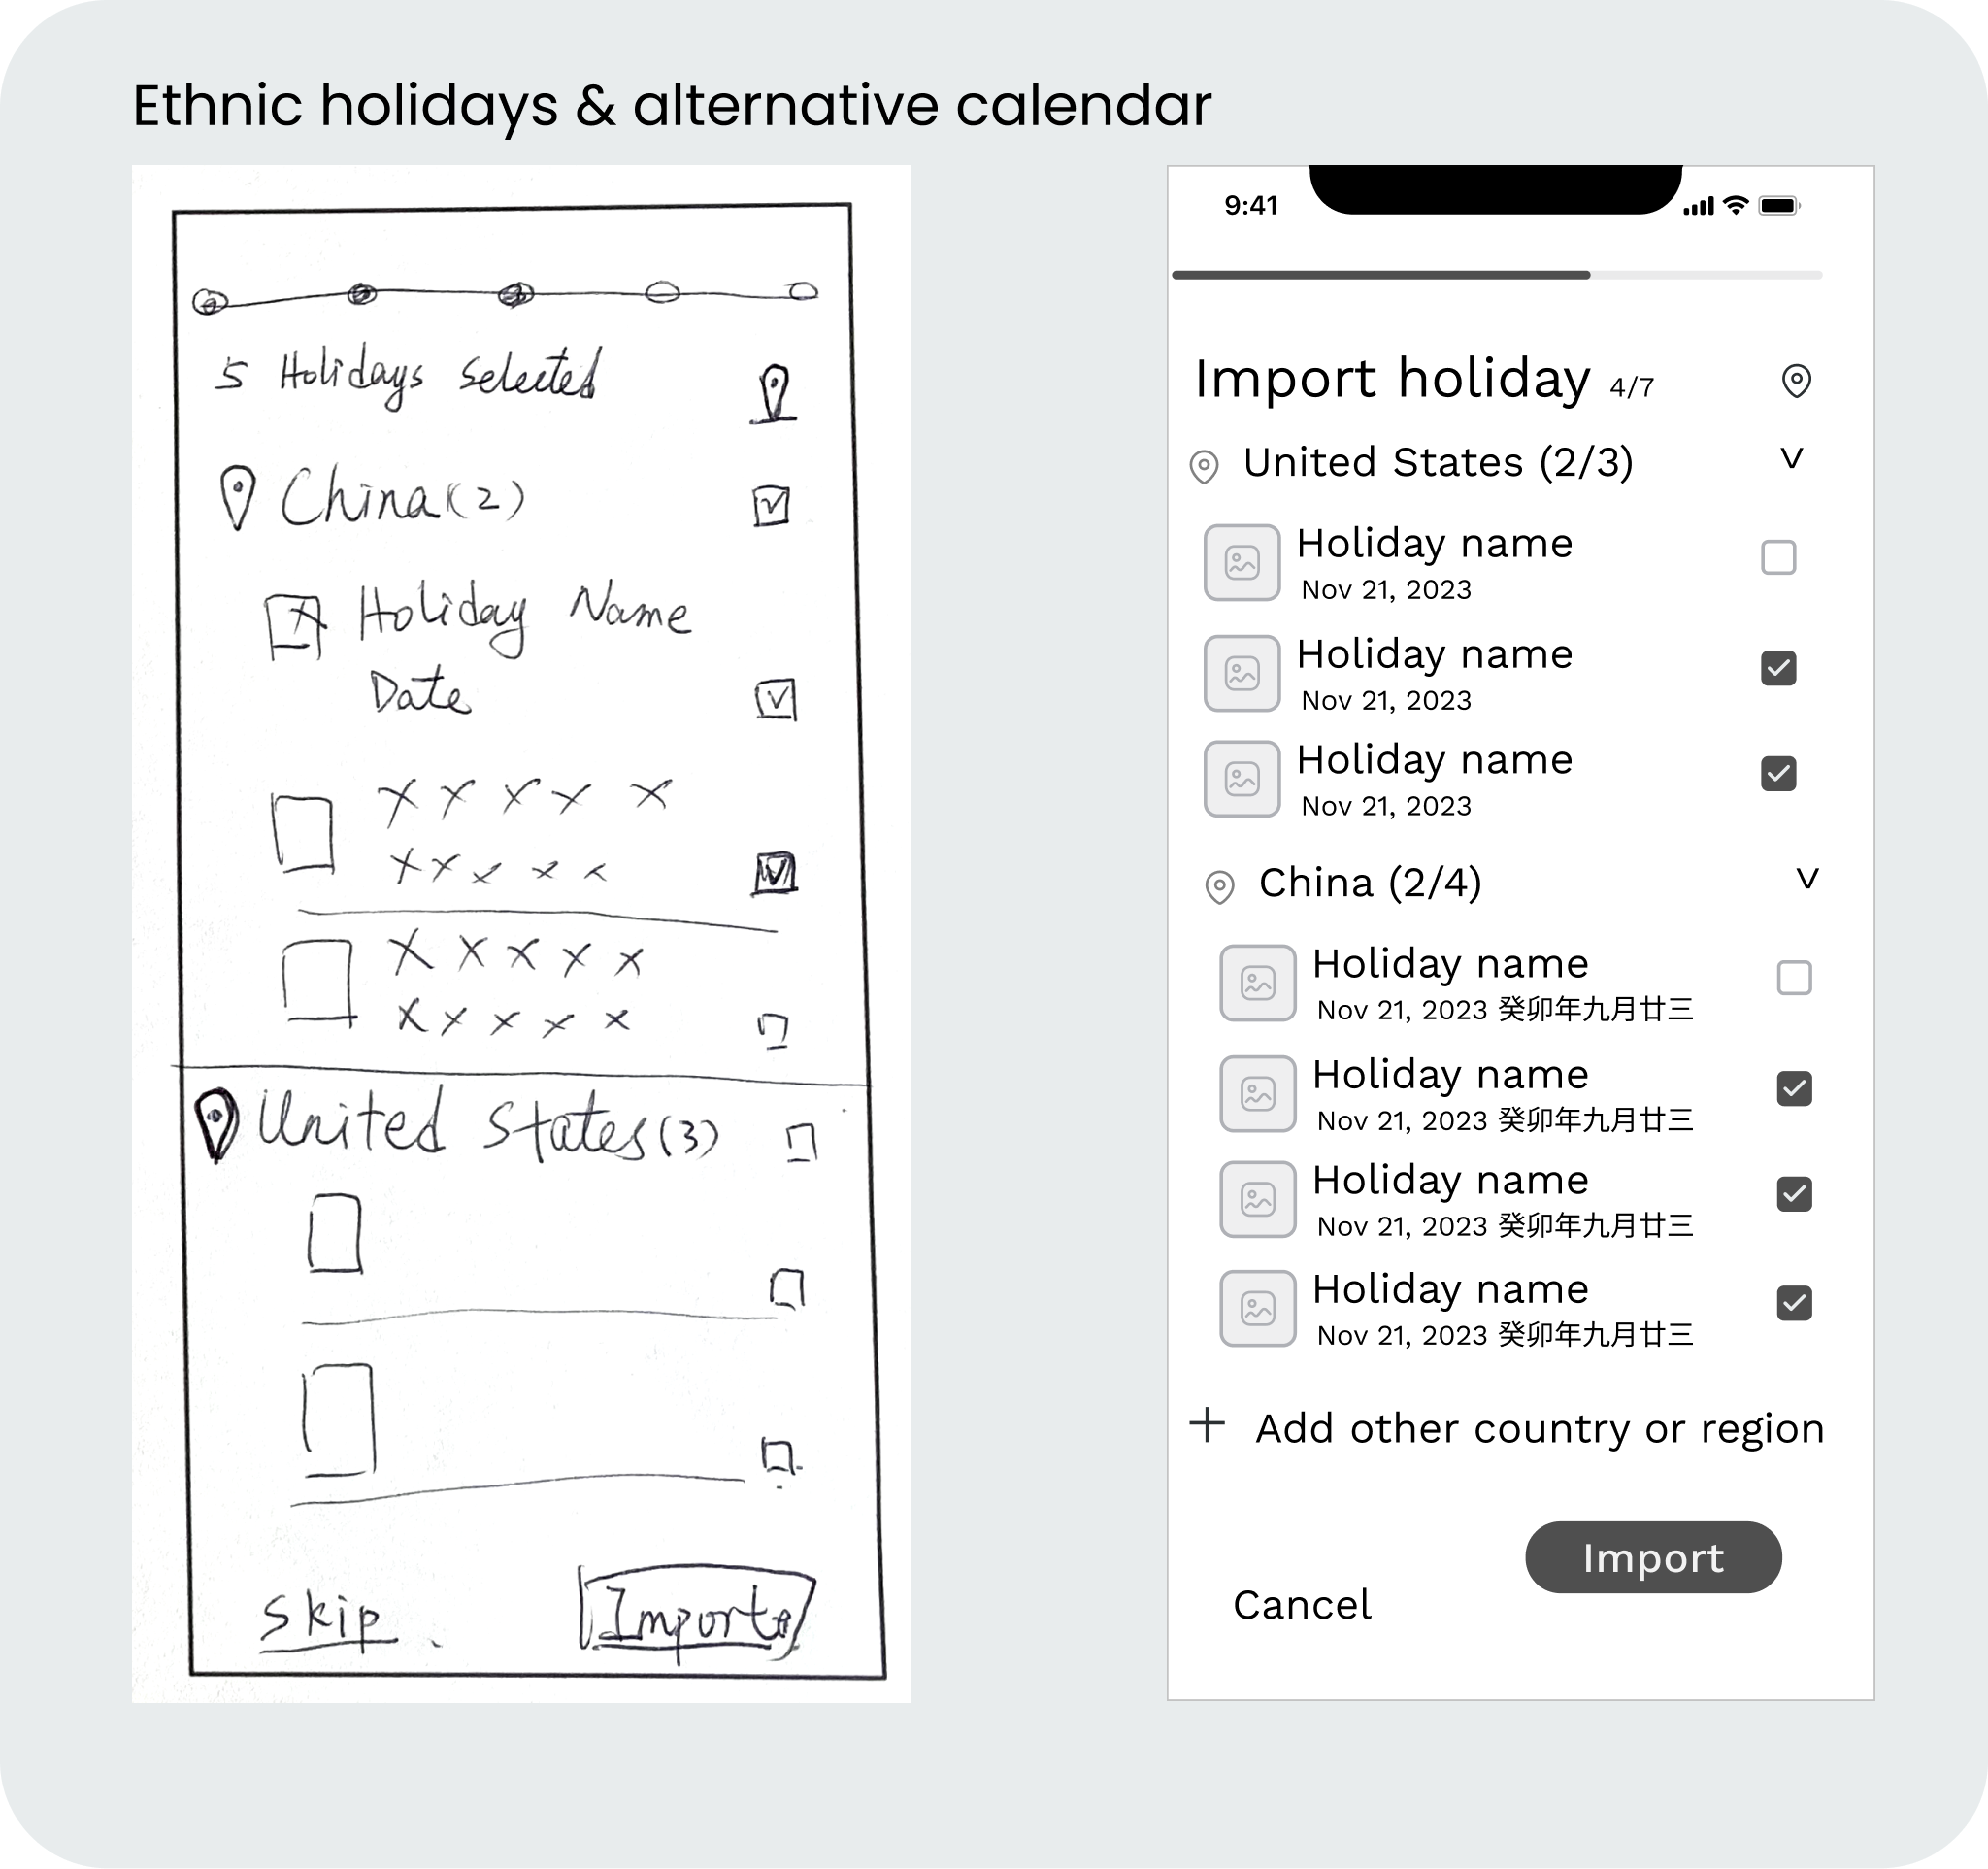 Ethnic holidays & alternative calendar
5 Holidays Selected
China(2)
Holiday Name
Date
X X X X X
X X X X X
X X X X X
X X X X X
United States(3)
Skip
Import
9:41
Import holiday 4/7
United States (2/3)
Holiday name
Nov 21, 2023
Holiday name
Nov 21, 2023
Holiday name
Nov 21, 2023
China (2/4)
Holiday name
Nov 21, 2023 癸卯年九月廿三
Holiday name
Nov 21, 2023 癸卯年九月廿三
Holiday name
Nov 21, 2023 癸卯年九月廿三
Holiday name
Nov 21, 2023 癸卯年九月廿三
+ Add other country or region
Import
Cancel